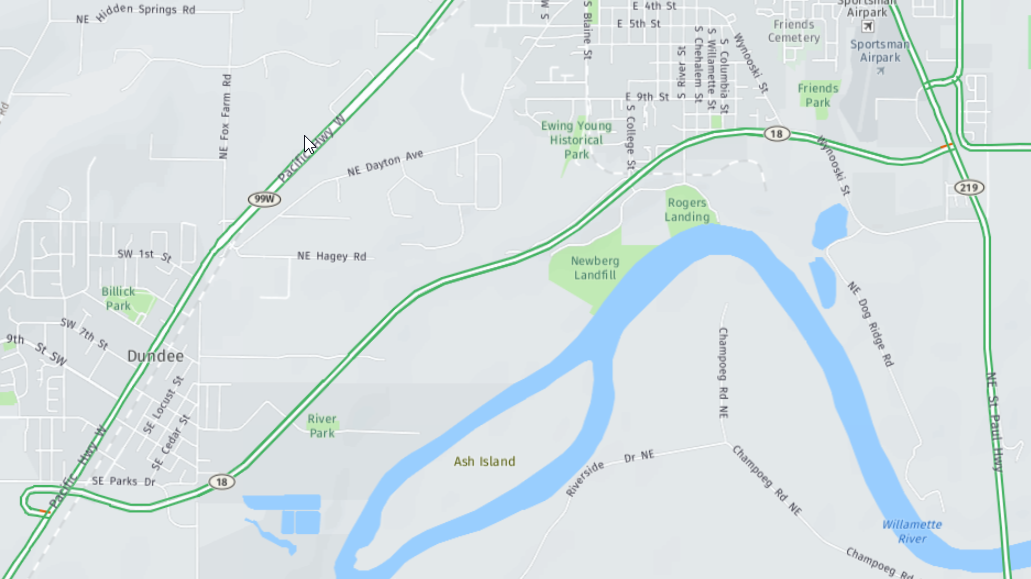 NE Hidden Springs Rd
E 4th St
E 5th St
S Blaine St
Friends
Cemetery
Sportsman
Airpark
Sportsman
Airpark
Wynooski St
S Columbia St
S Willamette St
S Chehalem St
S River St
NE Fox Farm Rd
Friends
Park
E 9th St
S College St
Pacific Hwy W
Ewing Young
Historical
Park
18
Wynooski St
NE Dayton Ave
99W
219
Rogers
Landing
SW 1st St
NE Hagey Rd
Newberg
Landfill
Billick
Park
SW 7th St
9th St SW
Dundee
NE Dog Ridge Rd
Champoeg Rd NE
SE Locust St
SE Cedar St
River
Park
NE St Paul Hwy
Pacific Hwy W
Ash Island
Riverside Dr NE
SE Parks Dr
18
Champoeg Rd NE
Willamette
River
Champoeg